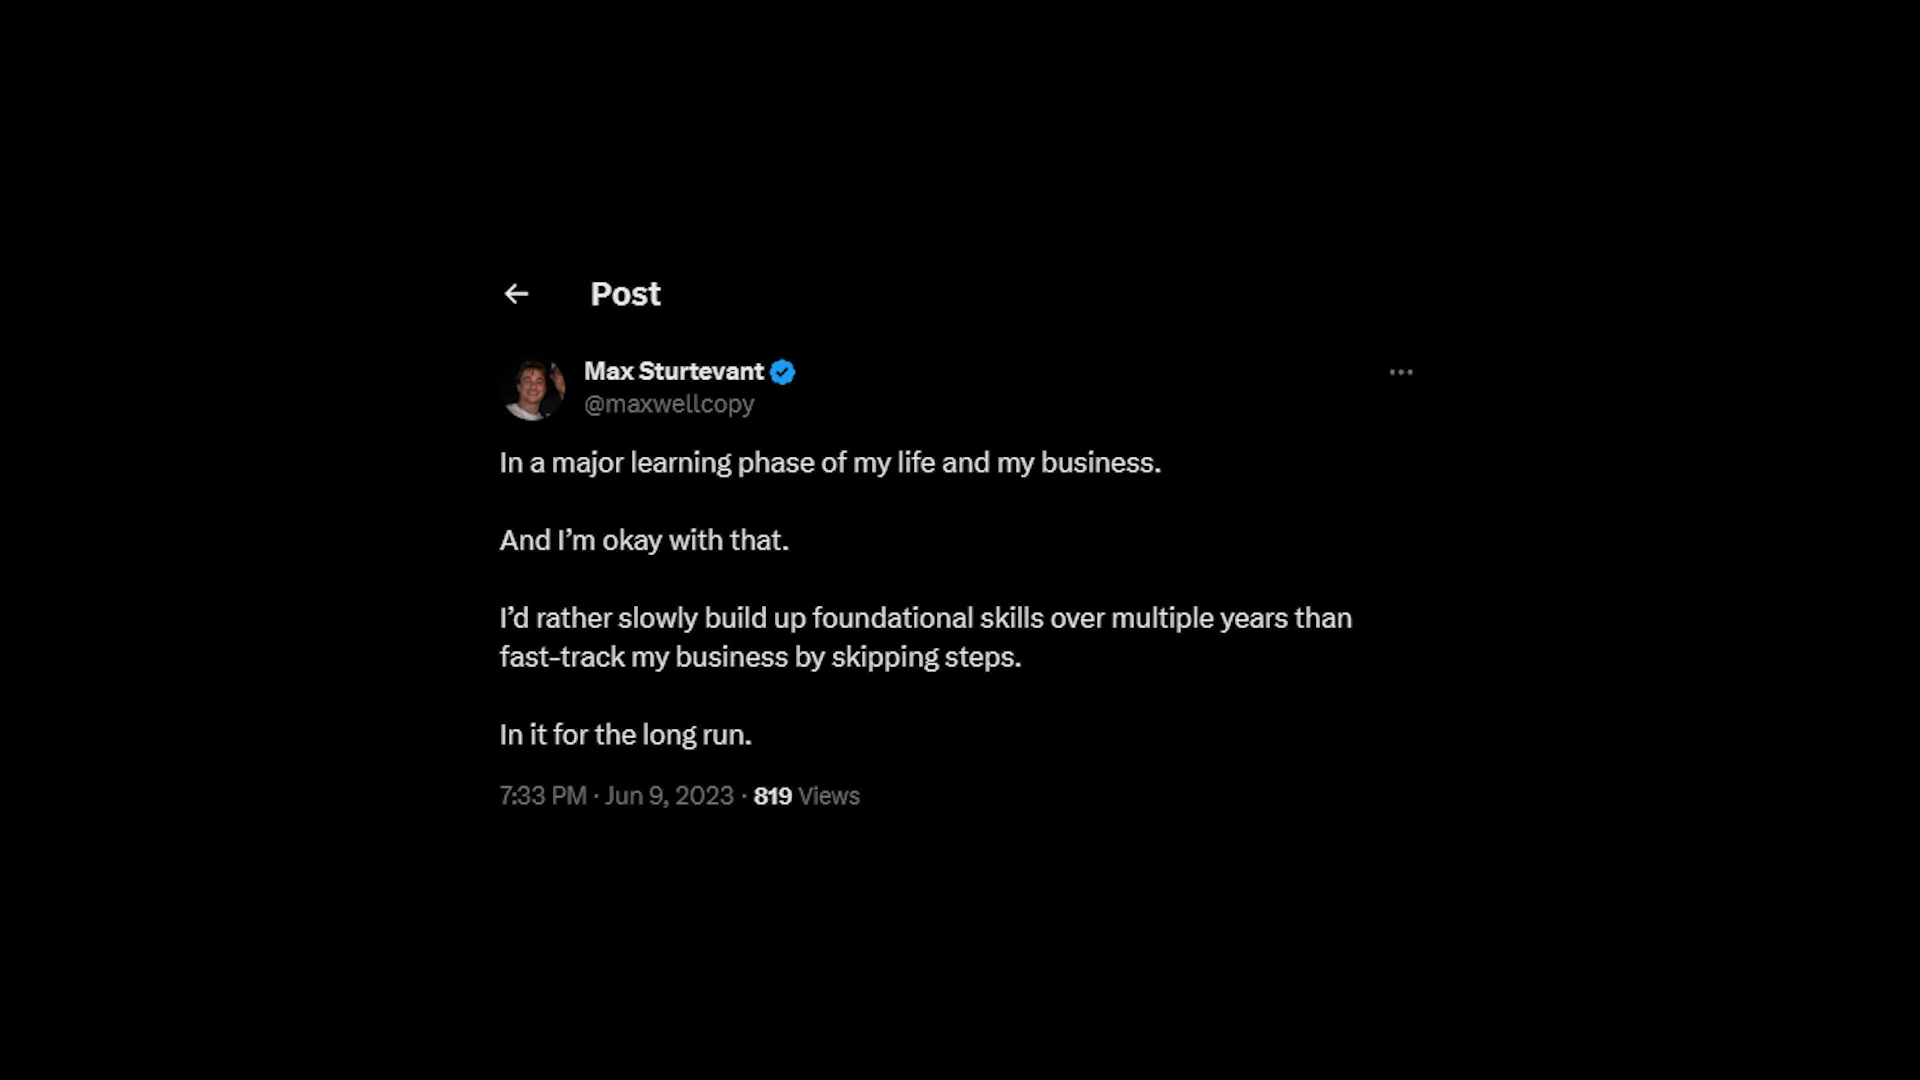 Post
Max Sturtevant
@maxwellcopy
In a major learning phase of my life and my business.
And I’m okay with that.
I’d rather slowly build up foundational skills over multiple years than
fast-track my business by skipping steps.
In it for the long run.
7:33 PM · Jun 9, 2023 · 819 Views